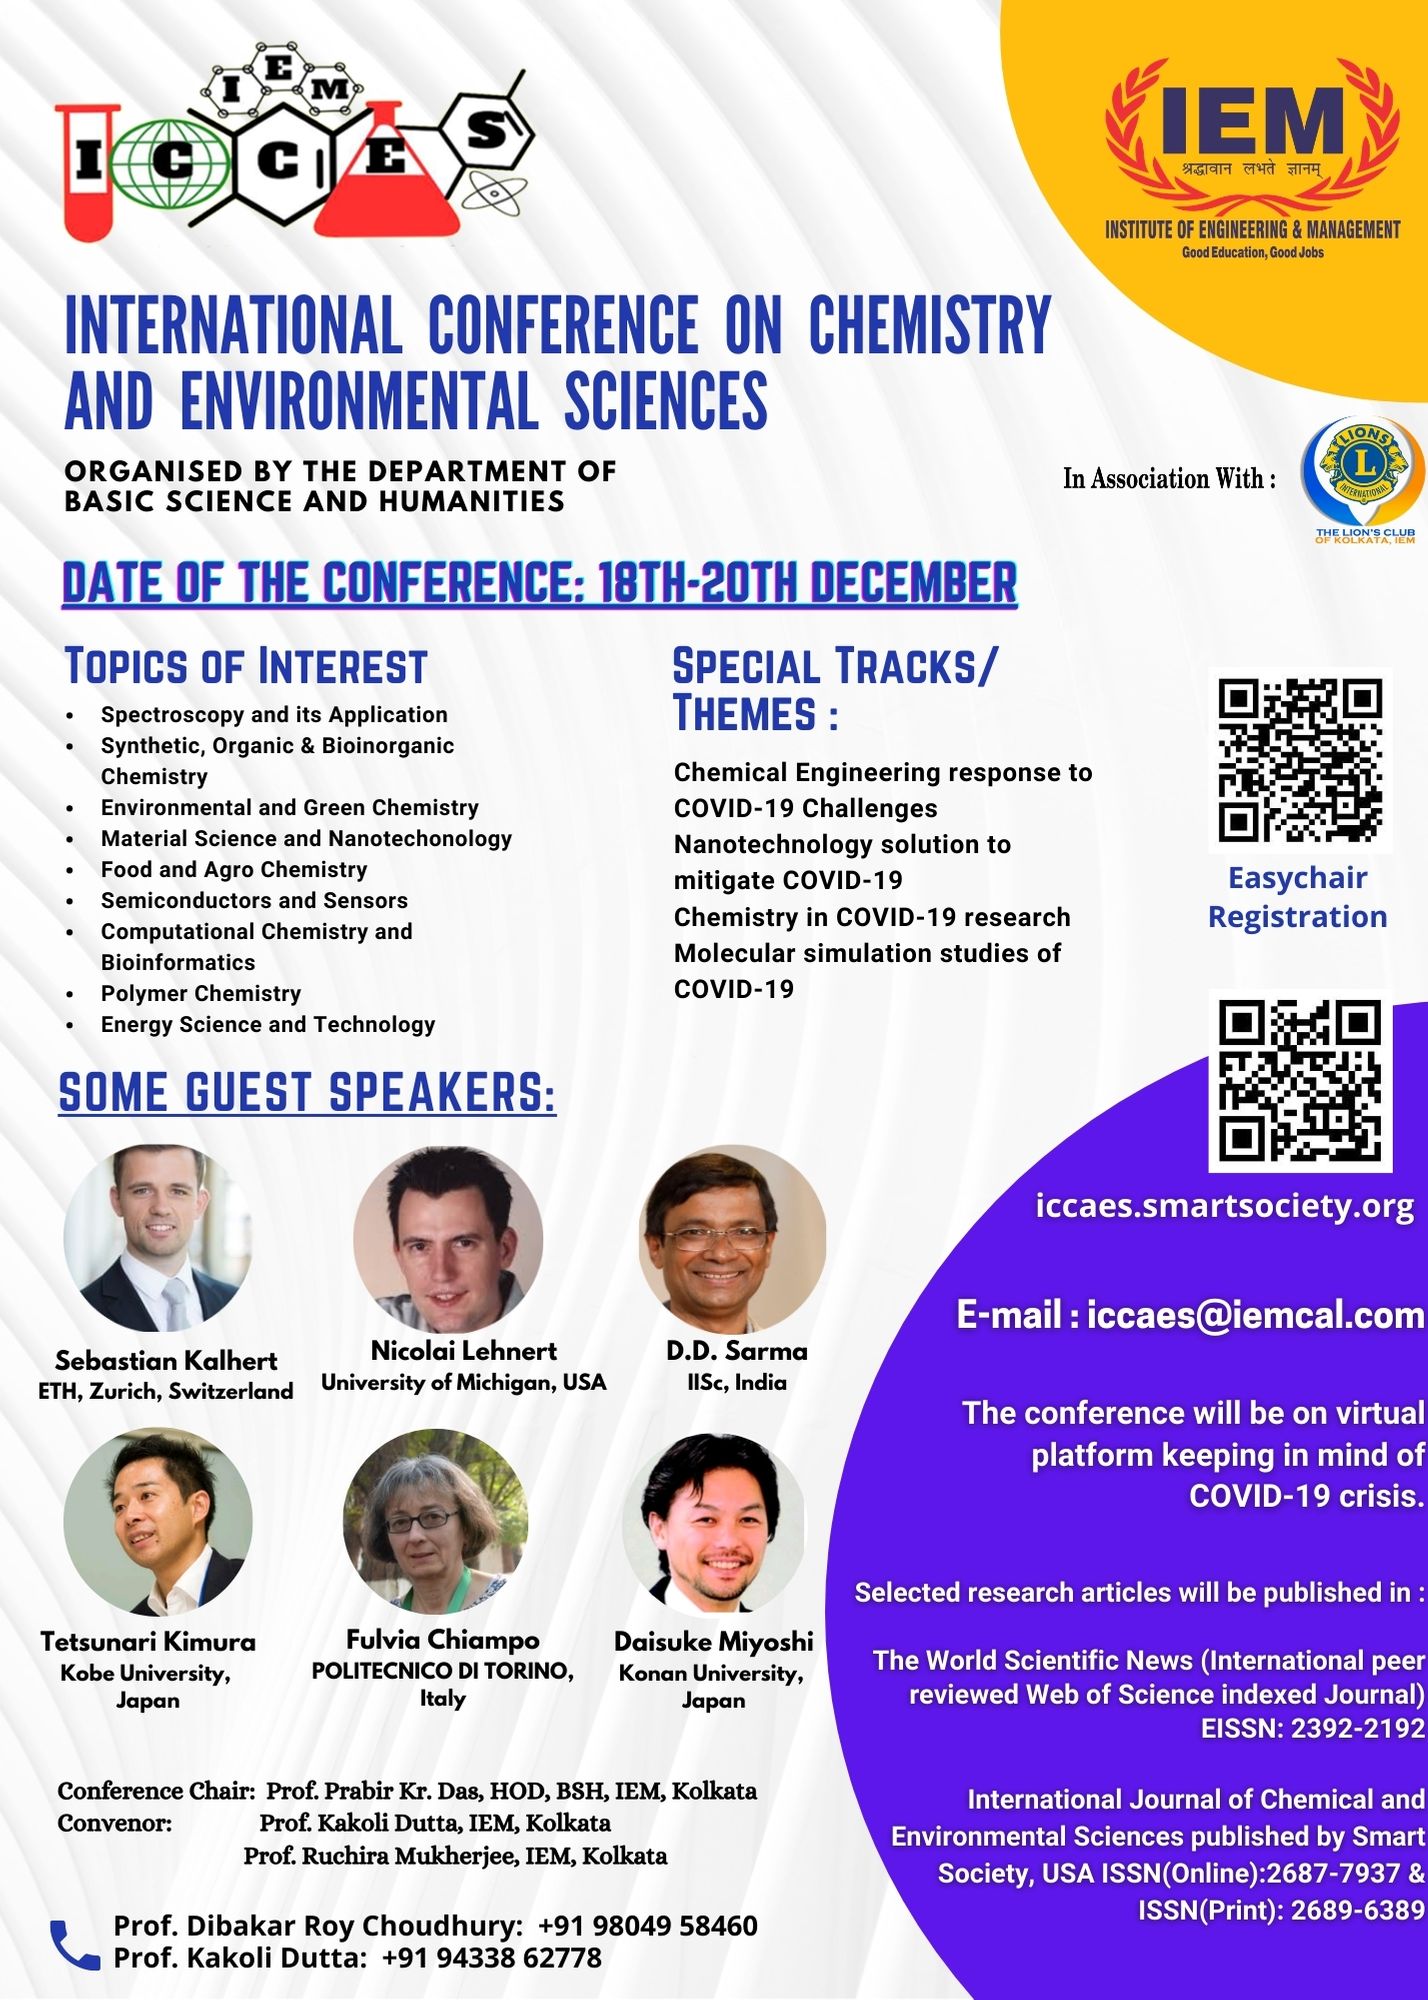 IEM
ICCES
IEM
श्रद्धावान लभते ज्ञानम्
INSTITUTE OF ENGINEERING & MANAGEMENT
Good Education, Good Jobs
INTERNATIONAL CONFERENCE ON CHEMISTRY
AND ENVIRONMENTAL SCIENCES
ORGANISED BY THE DEPARTMENT OF
BASIC SCIENCE AND HUMANITIES
In Association With :
LIONS
L
INTERNATIONAL
THE LION'S CLUB
OF KOLKATA, IEM
DATE OF THE CONFERENCE: 18TH-20TH DECEMBER
TOPICS OF INTEREST
• Spectroscopy and its Application
• Synthetic, Organic & Bioinorganic
Chemistry
• Environmental and Green Chemistry
• Material Science and Nanotechonology
• Food and Agro Chemistry
• Semiconductors and Sensors
• Computational Chemistry and
Bioinformatics
• Polymer Chemistry
• Energy Science and Technology
SPECIAL TRACKS/
THEMES :
Chemical Engineering response to
COVID-19 Challenges
Nanotechnology solution to
mitigate COVID-19
Chemistry in COVID-19 research
Molecular simulation studies of
COVID-19
Easychair
Registration
iccaes.smartsociety.org
SOME GUEST SPEAKERS:
Sebastian Kalhert
ETH, Zurich, Switzerland
Nicolai Lehnert
University of Michigan, USA
D.D. Sarma
IISc, India
Tetsunari Kimura
Kobe University,
Japan
Fulvia Chiampo
POLITECNICO DI TORINO,
Italy
Daisuke Miyoshi
Konan University,
Japan
E-mail : iccaes@iemcal.com
The conference will be on virtual
platform keeping in mind of
COVID-19 crisis.
Selected research articles will be published in :
The World Scientific News (International peer
reviewed Web of Science indexed Journal)
EISSN: 2392-2192
International Journal of Chemical and
Environmental Sciences published by Smart
Society, USA ISSN(Online):2687-7937 &
ISSN(Print): 2689-6389
Conference Chair: Prof. Prabir Kr. Das, HOD, BSH, IEM, Kolkata
Convenor: Prof. Kakoli Dutta, IEM, Kolkata
Prof. Ruchira Mukherjee, IEM, Kolkata
Prof. Dibakar Roy Choudhury: +91 98049 58460
Prof. Kakoli Dutta: +91 94338 62778